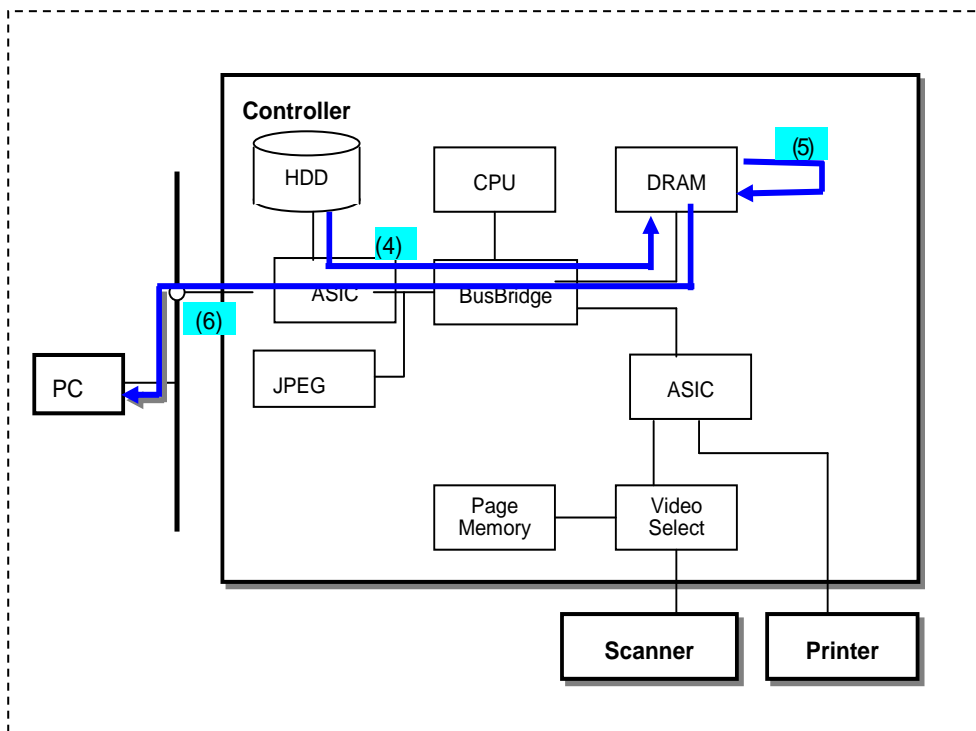 Controller
HDD
CPU
DRAM
(5)
(4)
ASIC
BusBridge
(6)
PC
JPEG
ASIC
Page
Memory
Video
Select
Scanner
Printer